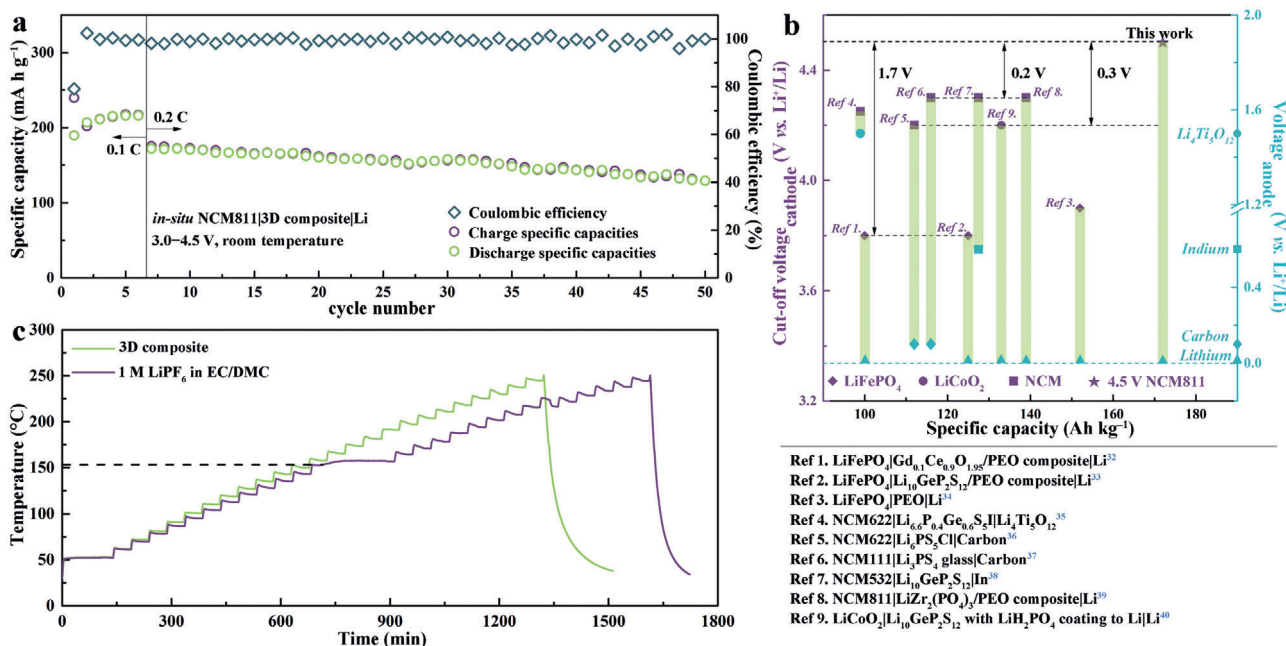 a
350
300
250
200
150
100
50
0
Specific capacity (mA h g⁻¹)
100
80
60
40
20
0
Coulombic efficiency (%)
0.2 C
0.1 C
in-situ NCM811|3D composite|Li
3.0−4.5 V, room temperature
Coulombic efficiency
Charge specific capacities
Discharge specific capacities
0 5 10 15 20 25 30 35 40 45 50
cycle number
b
4.4
4.0
3.6
3.2
Cut-off voltage cathode (V vs. Li⁺/Li)
This work
1.7 V
0.2 V
0.3 V
Ref 4.
Ref 5.
Ref 6.
Ref 7.
Ref 8.
Ref 9.
Ref 1.
Ref 2.
Ref 3.
2.0
1.6
1.2
0.4
0.0
Voltage anode (V vs. Li⁺/Li)
Li₄Ti₅O₁₂
Indium
Carbon
Lithium
LiFePO₄ LiCoO₂ NCM 4.5 V NCM811
100 120 140 160 180
Specific capacity (Ah kg⁻¹)
c
300
250
200
150
100
50
0
Temperature (°C)
3D composite
1 M LiPF₆ in EC/DMC
0 300 600 900 1200 1500 1800
Time (min)
Ref 1. LiFePO₄|Gd₀.₁Ce₀.₉O₁.₉₅/PEO composite|Li³²
Ref 2. LiFePO₄|Li₁₀GeP₂S₁₂/PEO composite|Li³³
Ref 3. LiFePO₄|PEO|Li³⁴
Ref 4. NCM622|Li₆.₆P₀.₄Ge₀.₆S₅I|Li₄Ti₅O₁₂³⁵
Ref 5. NCM622|Li₆PS₅Cl|Carbon³⁶
Ref 6. NCM111|Li₃PS₄ glass|Carbon³⁷
Ref 7. NCM532|Li₁₀GeP₂S₁₂|In³⁸
Ref 8. NCM811|LiZr₂(PO₄)₃/PEO composite|Li³⁹
Ref 9. LiCoO₂|Li₁₀GeP₂S₁₂ with LiH₂PO₄ coating to Li|Li⁴⁰